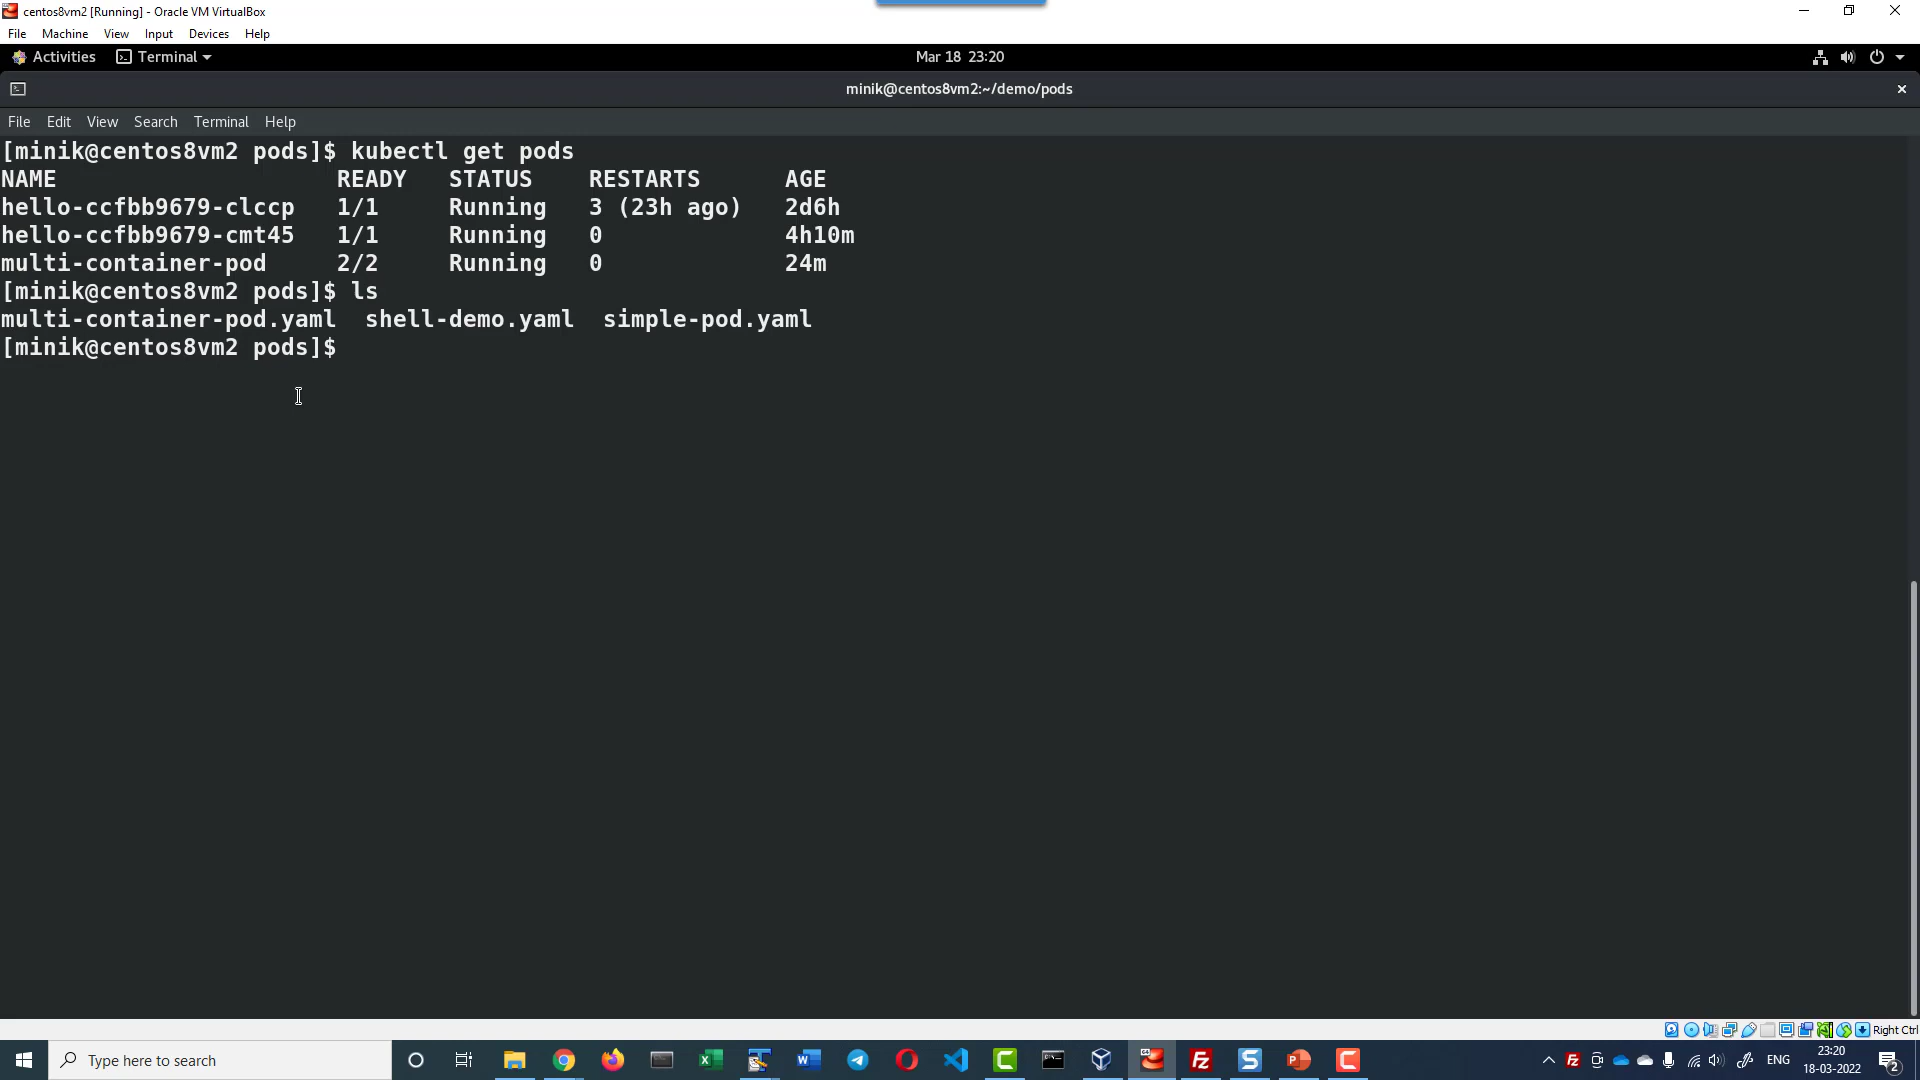 centos8vm2 [Running] - Oracle VM VirtualBox
File Machine View Input Devices Help
Activities Terminal Mar 18 23:20
minik@centos8vm2:~/demo/pods
File Edit View Search Terminal Help
[minik@centos8vm2 pods]$ kubectl get pods
NAME READY STATUS RESTARTS AGE
hello-ccfbb9679-clccp 1/1 Running 3 (23h ago) 2d6h
hello-ccfbb9679-cmt45 1/1 Running 0 4h10m
multi-container-pod 2/2 Running 0 24m
[minik@centos8vm2 pods]$ ls
multi-container-pod.yaml shell-demo.yaml simple-pod.yaml
[minik@centos8vm2 pods]$
Right Ctrl
Type here to search ENG 23:20
18-03-2022 2